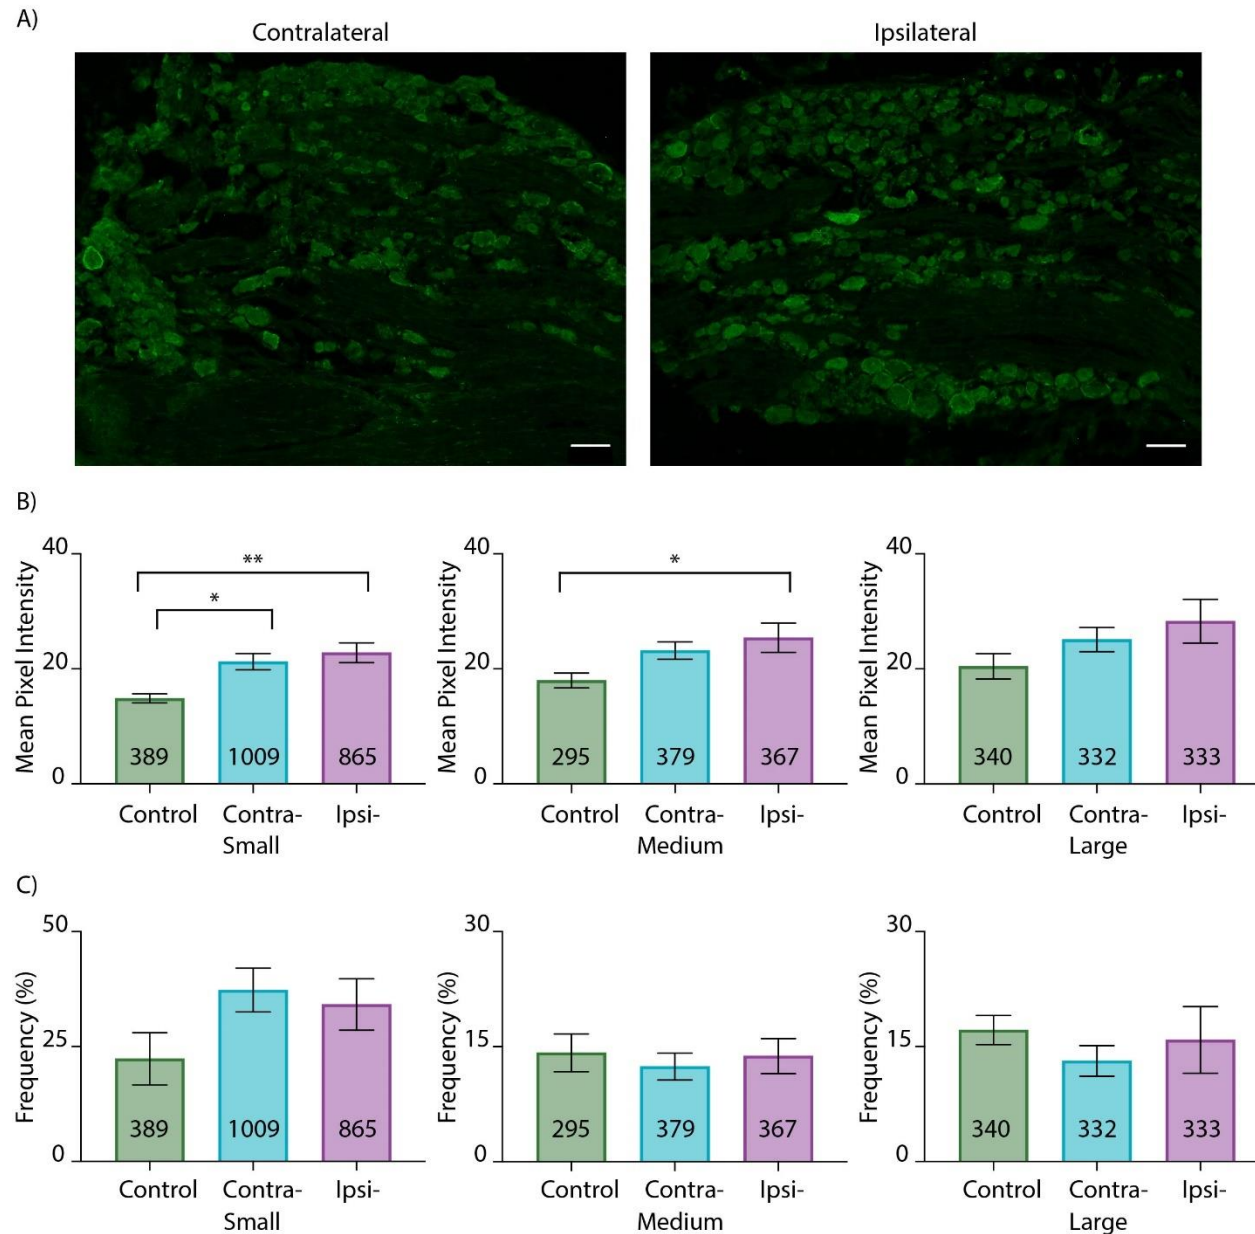 A)
Contralateral
Ipsilateral
B)
Mean Pixel Intensity
40
20
0
**
*
389
1009
865
Control
Contra-
Ipsi-
Small
Mean Pixel Intensity
40
20
0
*
295
379
367
Control
Contra-
Ipsi-
Medium
Mean Pixel Intensity
40
20
0
340
332
333
Control
Contra-
Ipsi-
Large
C)
Frequency (%)
50
25
0
389
1009
865
Control
Contra-
Ipsi-
Small
Frequency (%)
30
15
0
295
379
367
Control
Contra-
Ipsi-
Medium
Frequency (%)
30
15
0
340
332
333
Control
Contra-
Ipsi-
Large